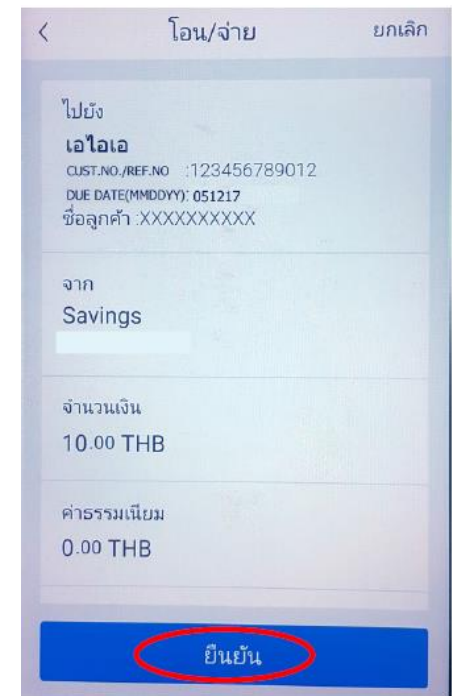 < โอน/จ่าย ยกเลิก
ไปยัง
เอไอเอ
CUST.NO./REF.NO :123456789012
DUE DATE(MMDDYY): 051217
ชื่อลูกค้า :XXXXXXXXXX
จาก
Savings
จำนวนเงิน
10.00 THB
ค่าธรรมเนียม
0.00 THB
ยืนยัน